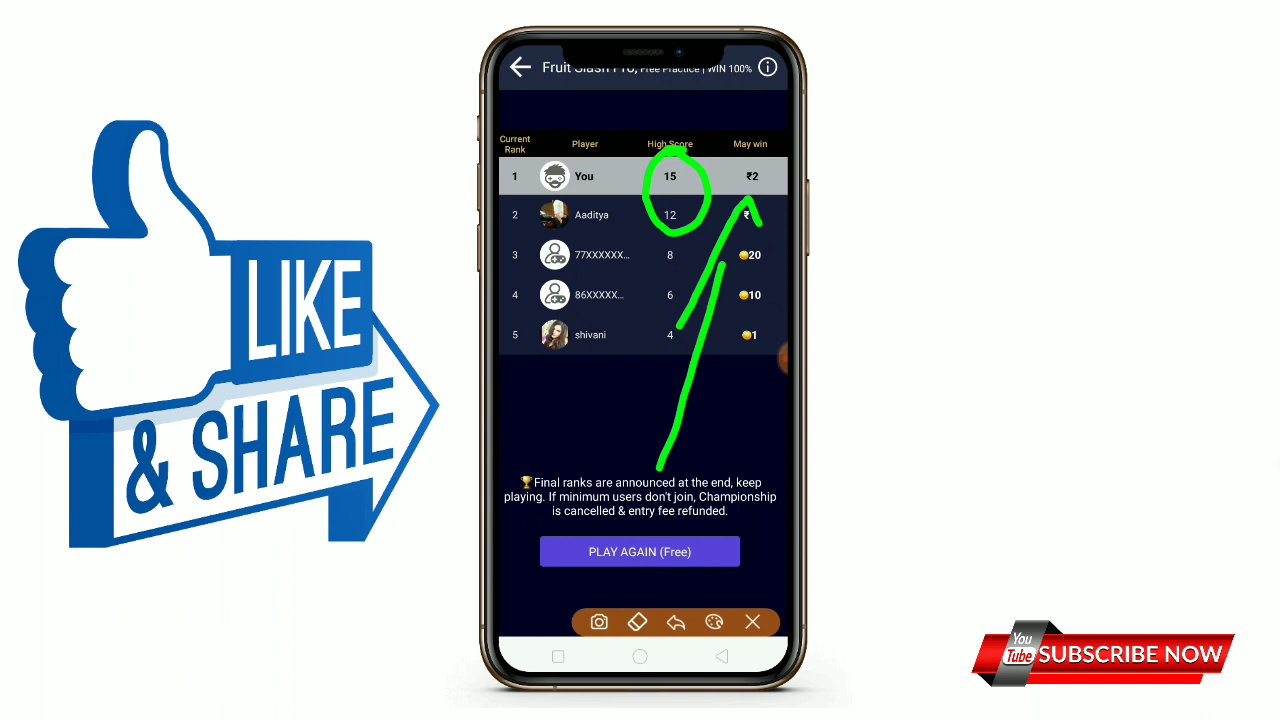 Fruit Slash Pro, Free Practice | WIN 100%
Current Rank Player High Score May win
1 You 15 ₹2
2 Aaditya 12 ₹
3 77XXXXXX... 8 20
4 86XXXXX... 6 10
5 shivani 4 1
LIKE
& SHARE
🏆Final ranks are announced at the end, keep
playing. If minimum users don't join, Championship
is cancelled & entry fee refunded.
PLAY AGAIN (Free)
You
Tube SUBSCRIBE NOW